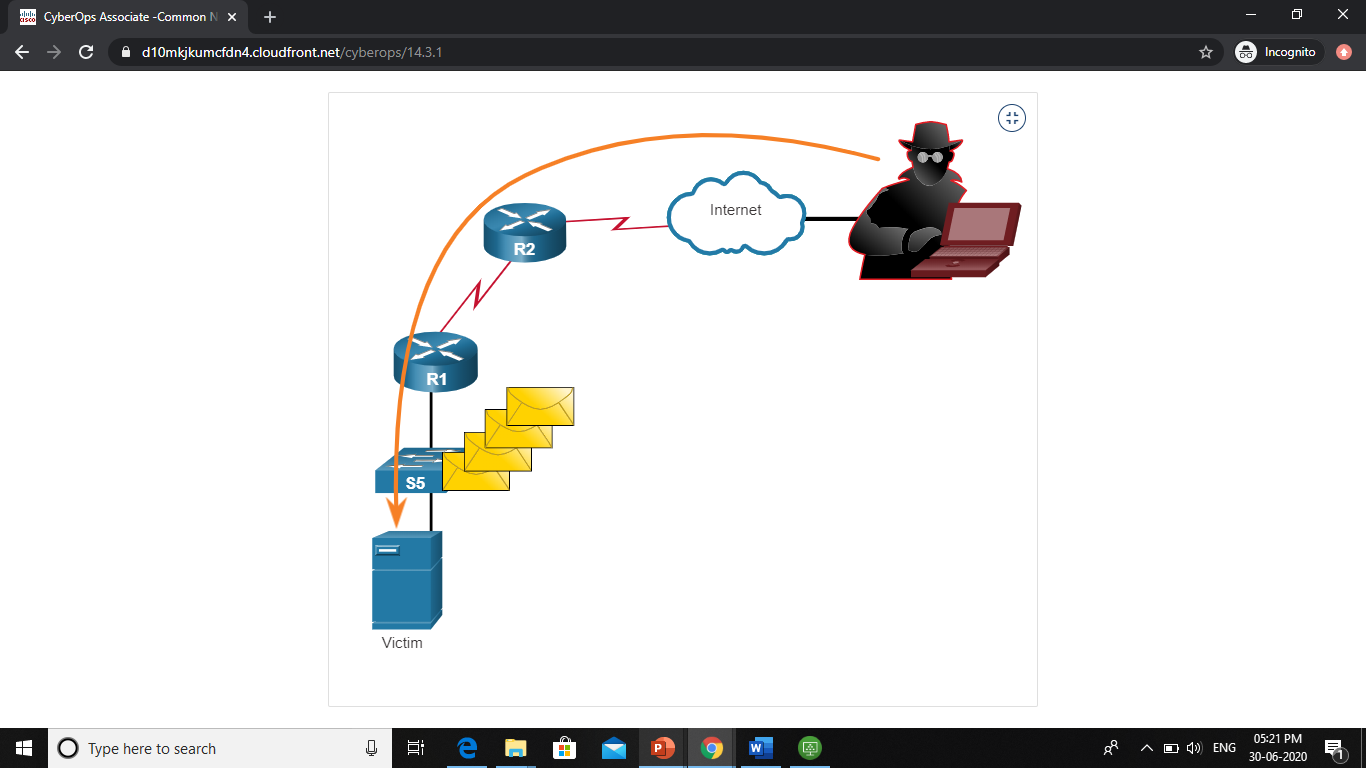 CyberOps Associate -Common N
d10mkjkumcfdn4.cloudfront.net/cyberops/14.3.1
Incognito
Internet
R2
R1
S5
Victim
Type here to search
ENG
05:21 PM
30-06-2020
1